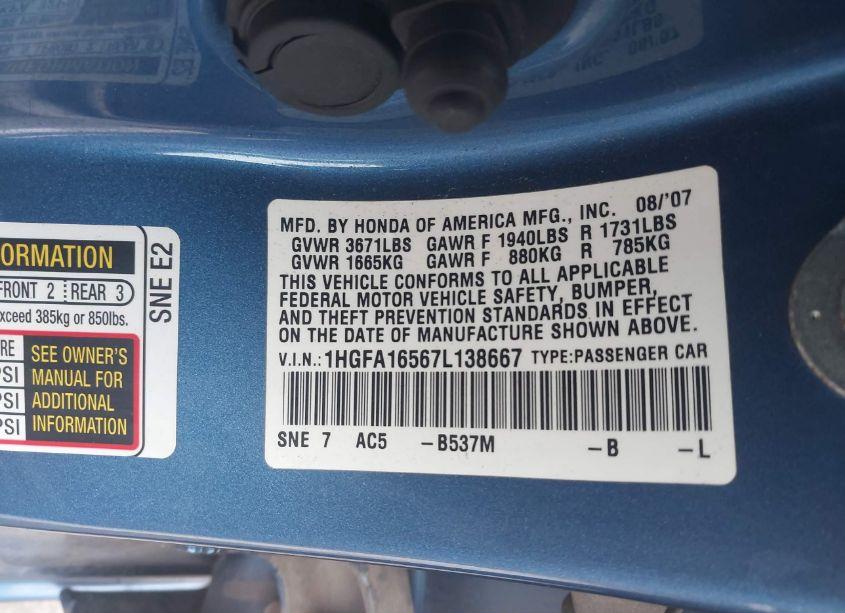 MFD. BY HONDA OF AMERICA MFG., INC. 08/'07
GVWR 3671LBS GAWR F 1940LBS R 1731LBS
GVWR 1665KG GAWR F 880KG R 785KG
THIS VEHICLE CONFORMS TO ALL APPLICABLE
FEDERAL MOTOR VEHICLE SAFETY, BUMPER,
AND THEFT PREVENTION STANDARDS IN EFFECT
ON THE DATE OF MANUFACTURE SHOWN ABOVE.
V.I.N.: 1HGFA16567L138667 TYPE:PASSENGER CAR
SNE 7 AC5 -B537M -B -L
ORMATION
FRONT 2 REAR 3
xceed 385kg or 850lbs.
RE
PSI
PSI
PSI
SEE OWNER'S
MANUAL FOR
ADDITIONAL
INFORMATION
SNE E2